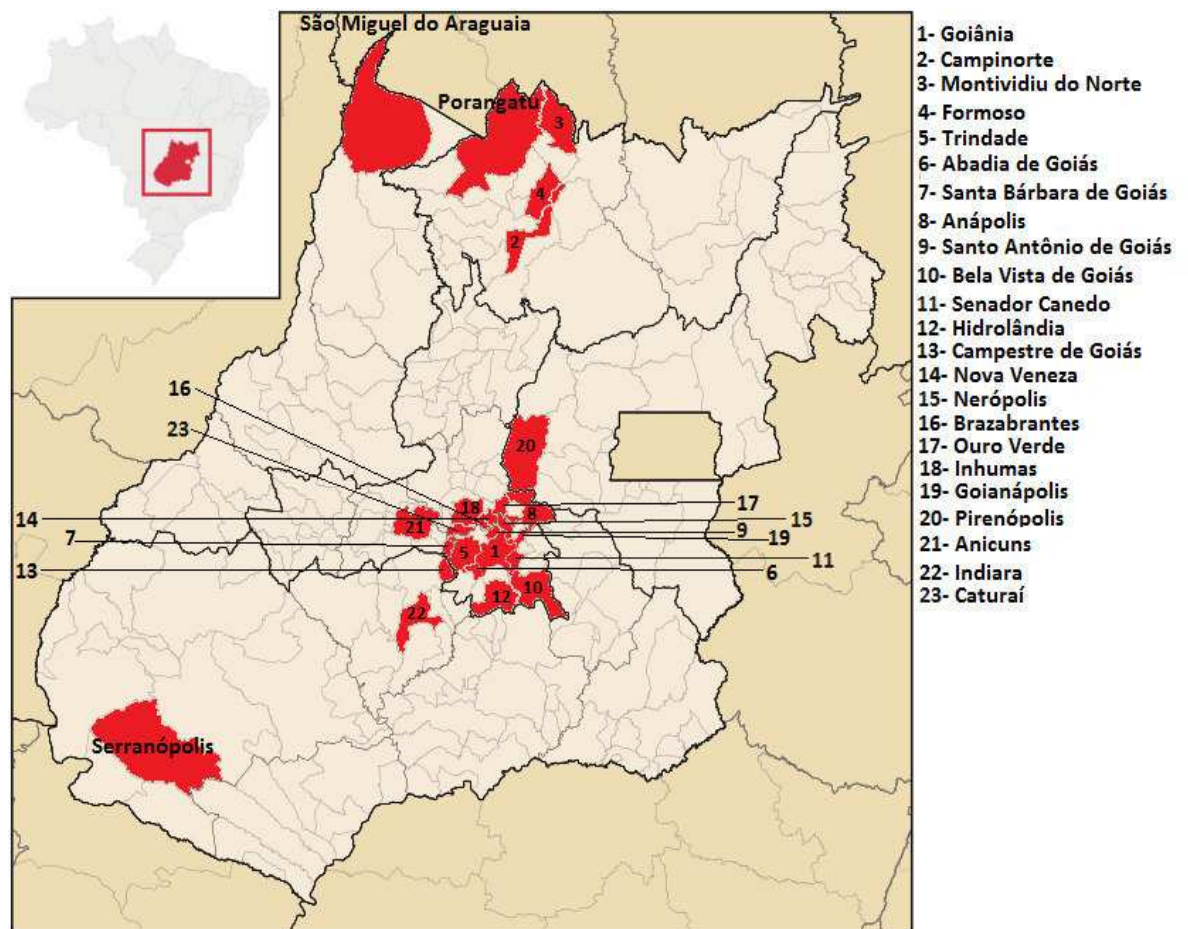 São Miguel do Araguaia
Porangatu
3
4
2
16
23
20
18
17
14
21
8
15
9
7
5
1
19
11
13
6
12
10
22
Serranópolis
1- Goiânia
2- Campinorte
3- Montividiu do Norte
4- Formoso
5- Trindade
6- Abadia de Goiás
7- Santa Bárbara de Goiás
8- Anápolis
9- Santo Antônio de Goiás
10- Bela Vista de Goiás
11- Senador Canedo
12- Hidrolândia
13- Campestre de Goiás
14- Nova Veneza
15- Nerópolis
16- Brazabrantes
17- Ouro Verde
18- Inhumas
19- Goianápolis
20- Pirenópolis
21- Anicuns
22- Indiara
23- Caturaí